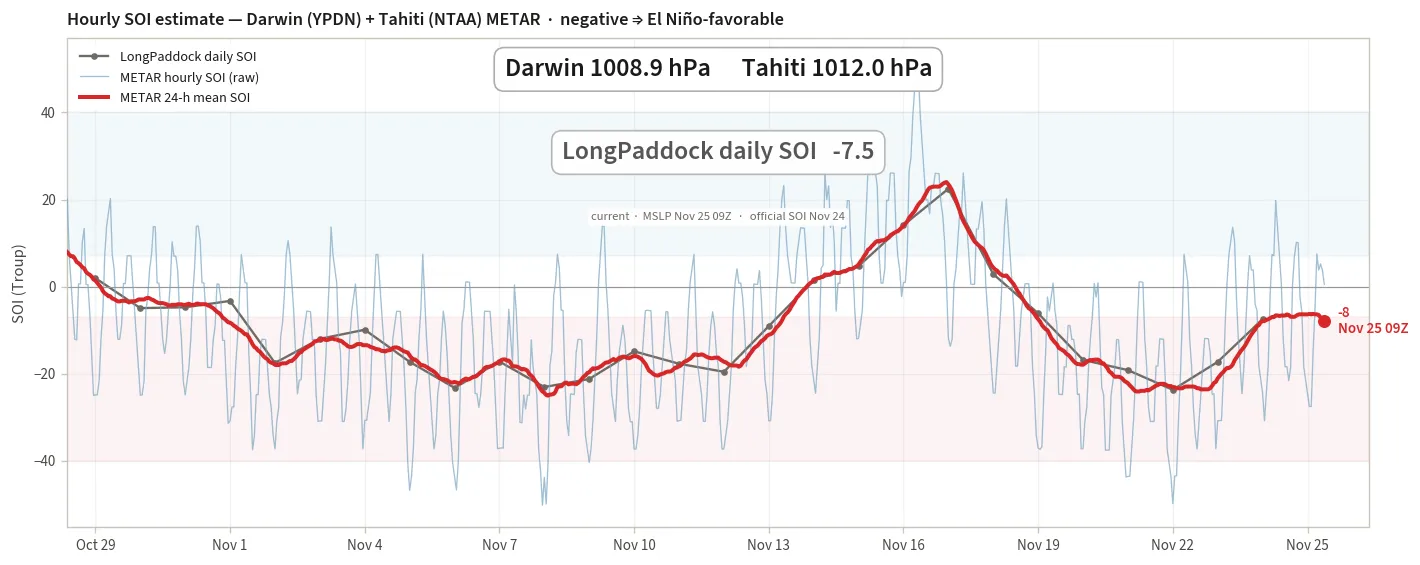 Hourly SOI estimate — Darwin (YPDN) + Tahiti (NTAA) METAR · negative ⇒ El Niño-favorable
LongPaddock daily SOI
METAR hourly SOI (raw)
METAR 24-h mean SOI
Darwin 1008.9 hPa Tahiti 1012.0 hPa
LongPaddock daily SOI -7.5
current · MSLP Nov 25 09Z · official SOI Nov 24
SOI (Troup)
40
20
0
−20
−40
-8
Nov 25 09Z
Oct 29 Nov 1 Nov 4 Nov 7 Nov 10 Nov 13 Nov 16 Nov 19 Nov 22 Nov 25